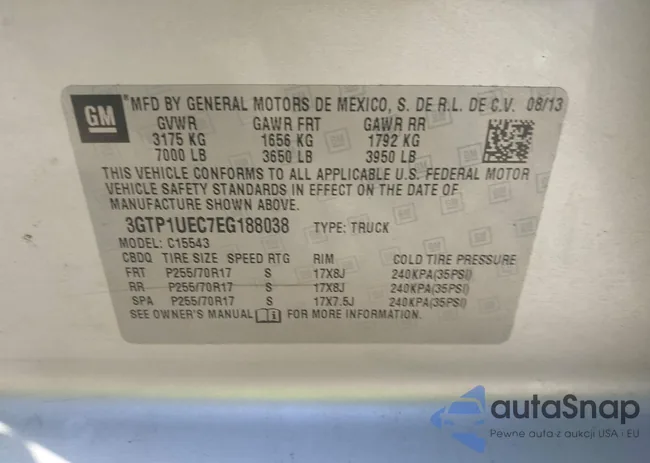 GM
MFD BY GENERAL MOTORS DE MEXICO, S. DE R.L. DE C.V. 08/13
GVWR GAWR FRT GAWR RR
3175 KG 1656 KG 1792 KG
7000 LB 3650 LB 3950 LB
THIS VEHICLE CONFORMS TO ALL APPLICABLE U.S. FEDERAL MOTOR
VEHICLE SAFETY STANDARDS IN EFFECT ON THE DATE OF
MANUFACTURE SHOWN ABOVE.
3GTP1UEC7EG188038 TYPE: TRUCK
MODEL: C15543
CBDQ TIRE SIZE SPEED RTG RIM COLD TIRE PRESSURE
FRT P255/70R17 S 17X8J 240KPA(35PSI)
RR P255/70R17 S 17X8J 240KPA(35PSI)
SPA P255/70R17 S 17X7.5J 240KPA(35PSI)
SEE OWNER'S MANUAL FOR MORE INFORMATION.
autaSnap
Pewne auta z aukcji USA i EU